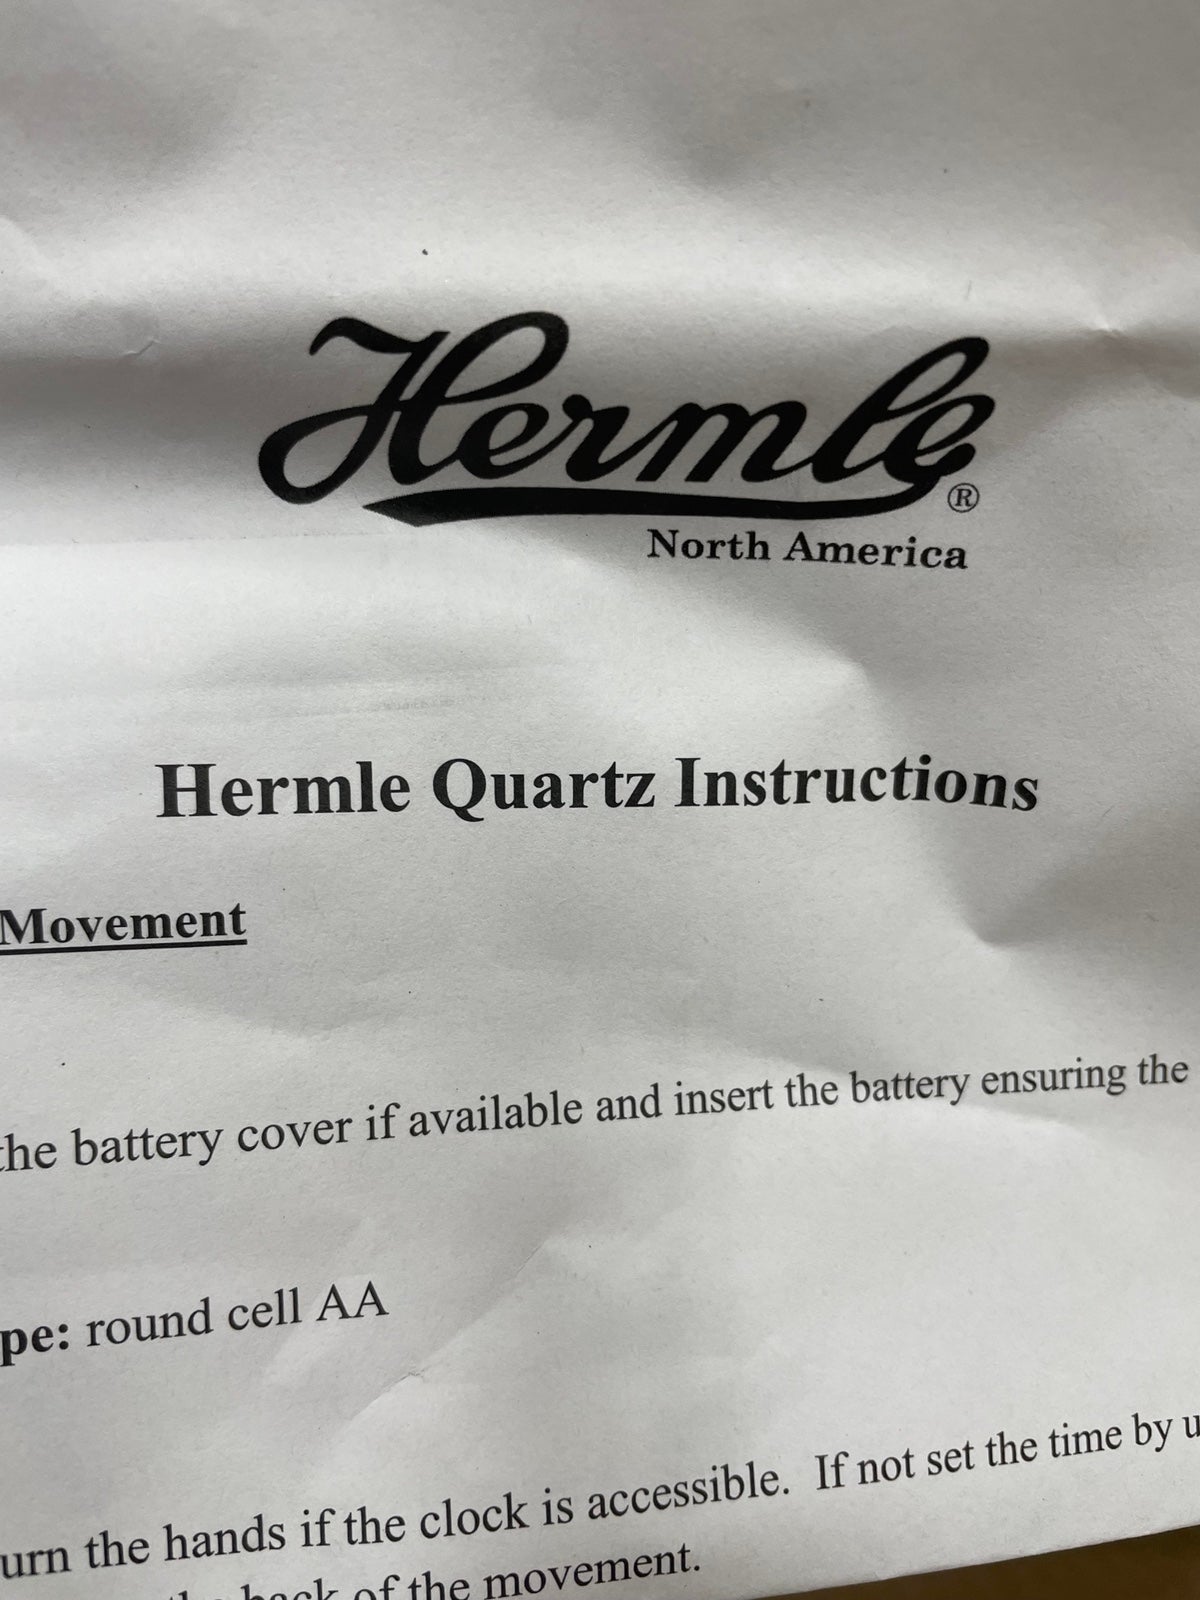 Hermle®
North America
Hermle Quartz Instructions
Movement
the battery cover if available and insert the battery ensuring the
pe: round cell AA
urn the hands if the clock is accessible. If not set the time by u
back of the movement.